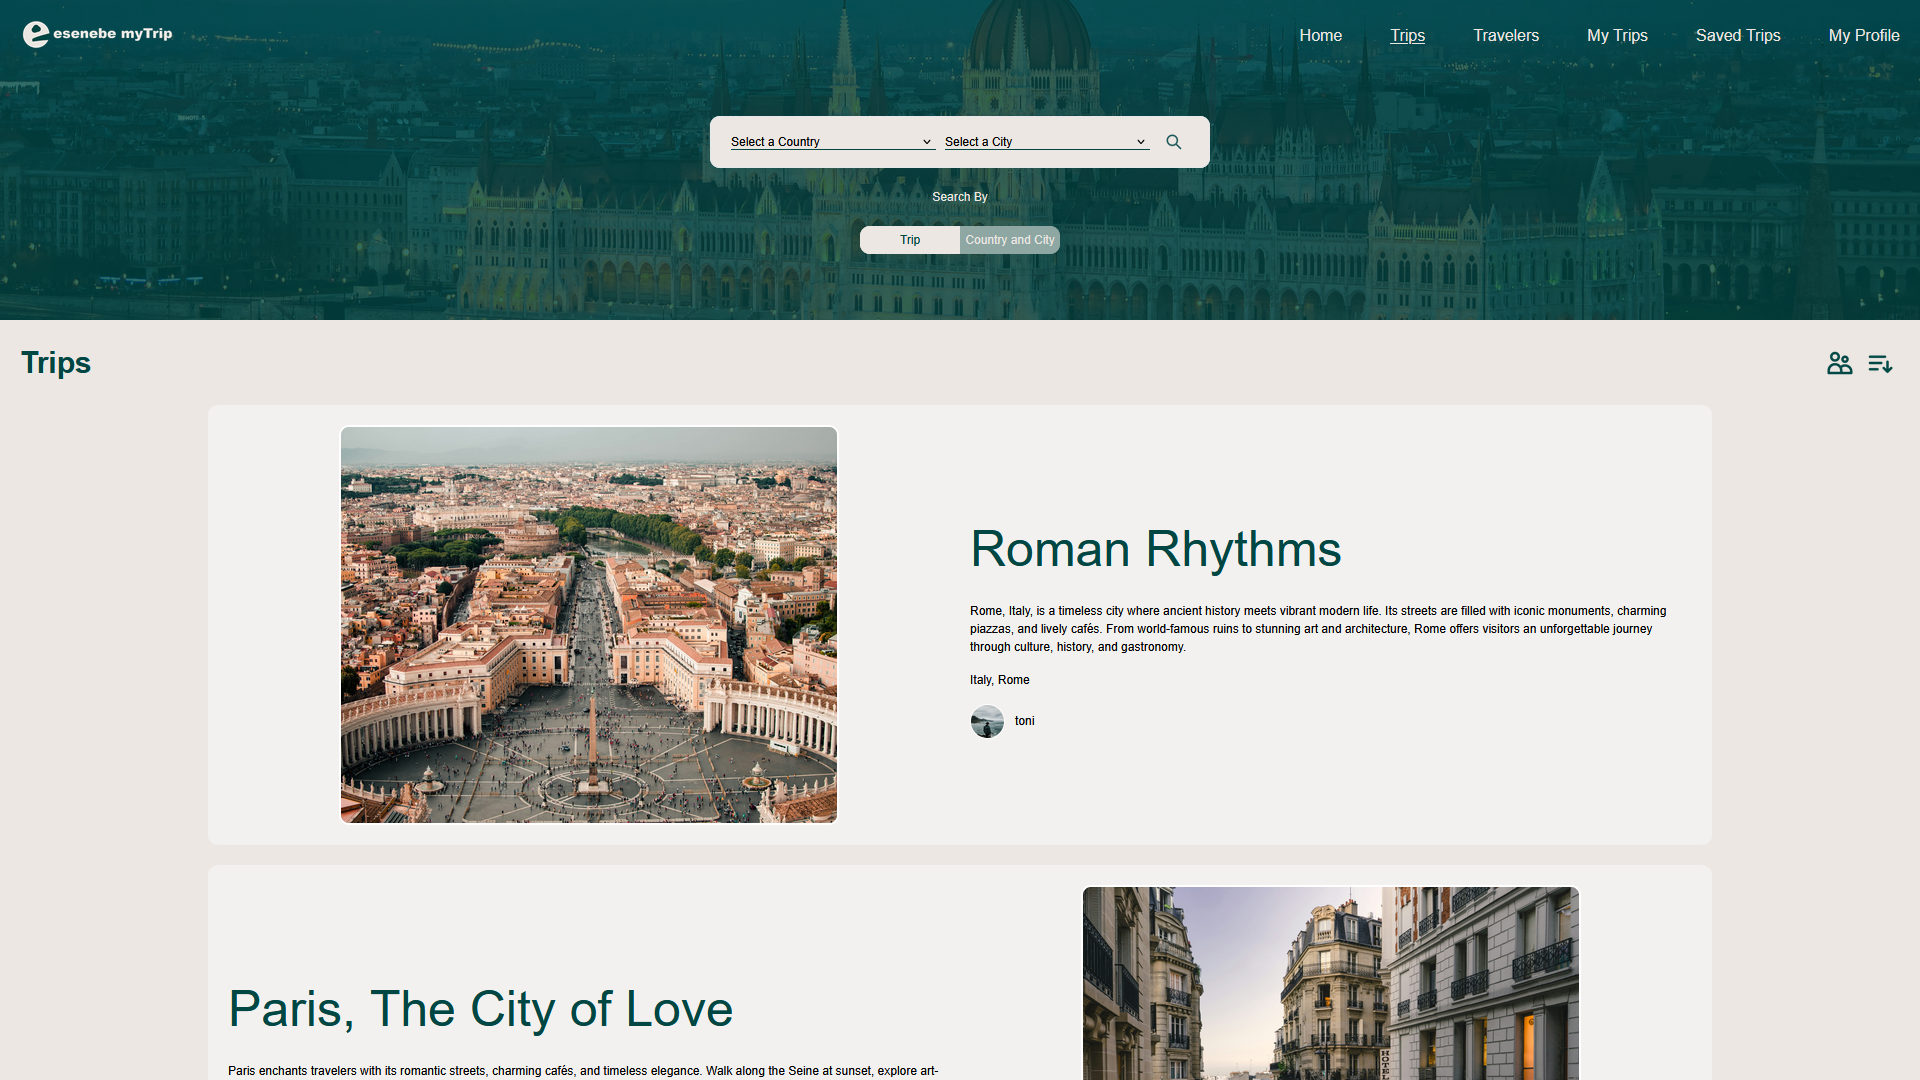 esenebe myTrip
Home
Trips
Travelers
My Trips
Saved Trips
My Profile
Select a Country
Select a City
Search By
Trip
Country and City
Trips
Roman Rhythms
Rome, Italy, is a timeless city where ancient history meets vibrant modern life. Its streets are filled with iconic monuments, charming
piazzas, and lively cafés. From world-famous ruins to stunning art and architecture, Rome offers visitors an unforgettable journey
through culture, history, and gastronomy.
Italy, Rome
toni
Paris, The City of Love
Paris enchants travelers with its romantic streets, charming cafés, and timeless elegance. Walk along the Seine at sunset, explore art-
HOTEL